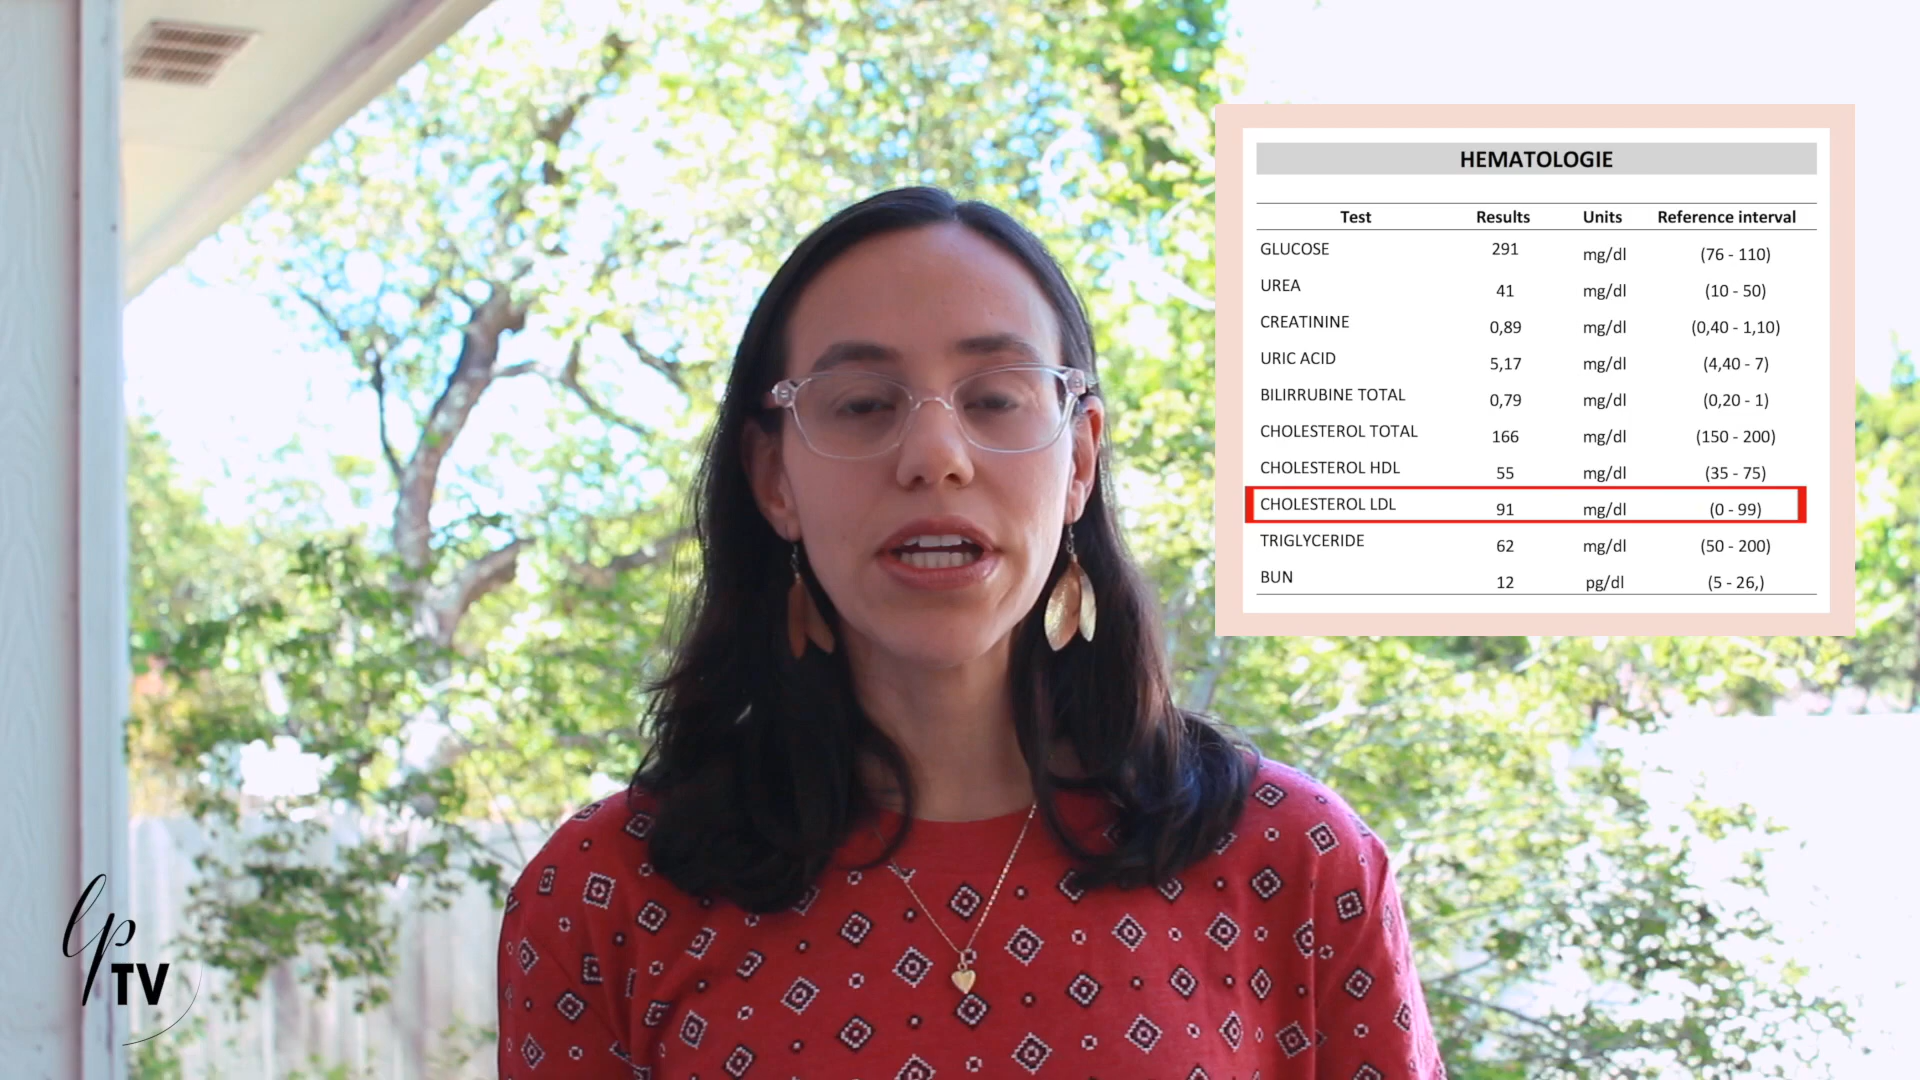 HEMATOLOGIE
Test Results Units Reference interval
GLUCOSE 291 mg/dl (76 - 110)
UREA 41 mg/dl (10 - 50)
CREATININE 0,89 mg/dl (0,40 - 1,10)
URIC ACID 5,17 mg/dl (4,40 - 7)
BILIRRUBINE TOTAL 0,79 mg/dl (0,20 - 1)
CHOLESTEROL TOTAL 166 mg/dl (150 - 200)
CHOLESTEROL HDL 55 mg/dl (35 - 75)
CHOLESTEROL LDL 91 mg/dl (0 - 99)
TRIGLYCERIDE 62 mg/dl (50 - 200)
BUN 12 pg/dl (5 - 26,)
lp
TV